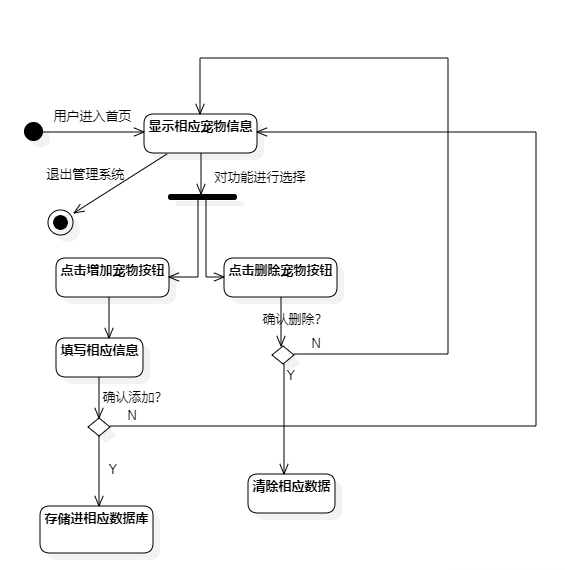 用户进入首页
显示相应宠物信息
退出管理系统
对功能进行选择
点击增加宠物按钮
点击删除宠物按钮
确认删除?
N
填写相应信息
Y
确认添加?
N
Y
清除相应数据
存储进相应数据库